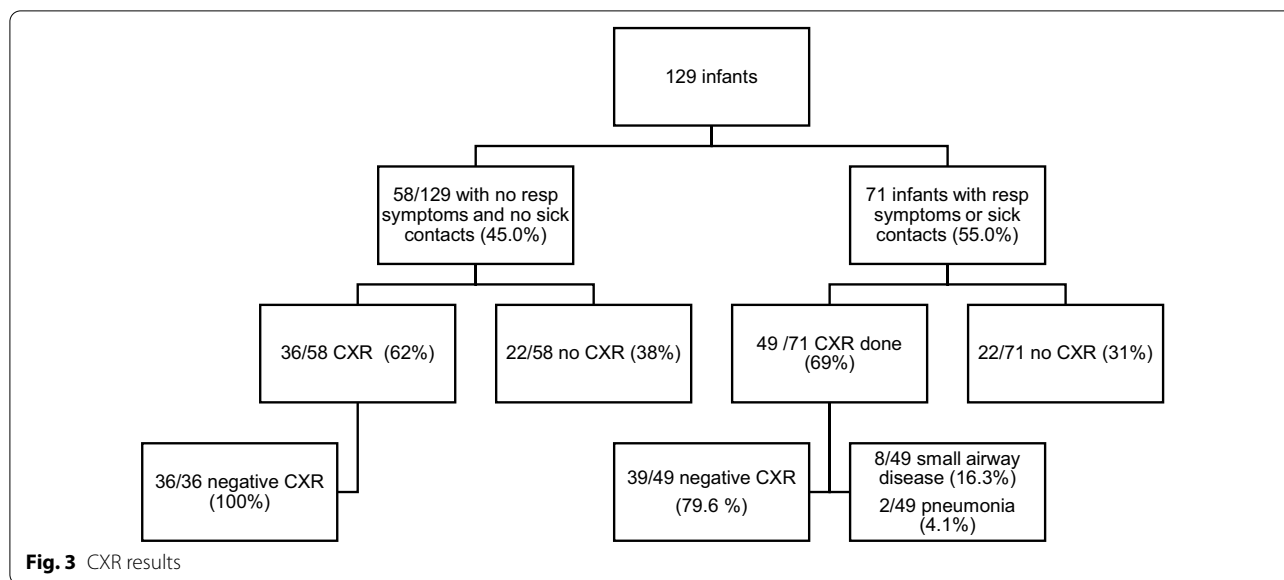 129 infants
58/129 with no resp
symptoms and no sick
contacts (45.0%)
71 infants with resp
symptoms or sick
contacts (55.0%)
36/58 CXR (62%)
22/58 no CXR (38%)
49 /71 CXR done
(69%)
22/71 no CXR (31%)
36/36 negative CXR
(100%)
39/49 negative CXR
(79.6 %)
8/49 small airway
disease (16.3%)
2/49 pneumonia
(4.1%)
Fig. 3 CXR results